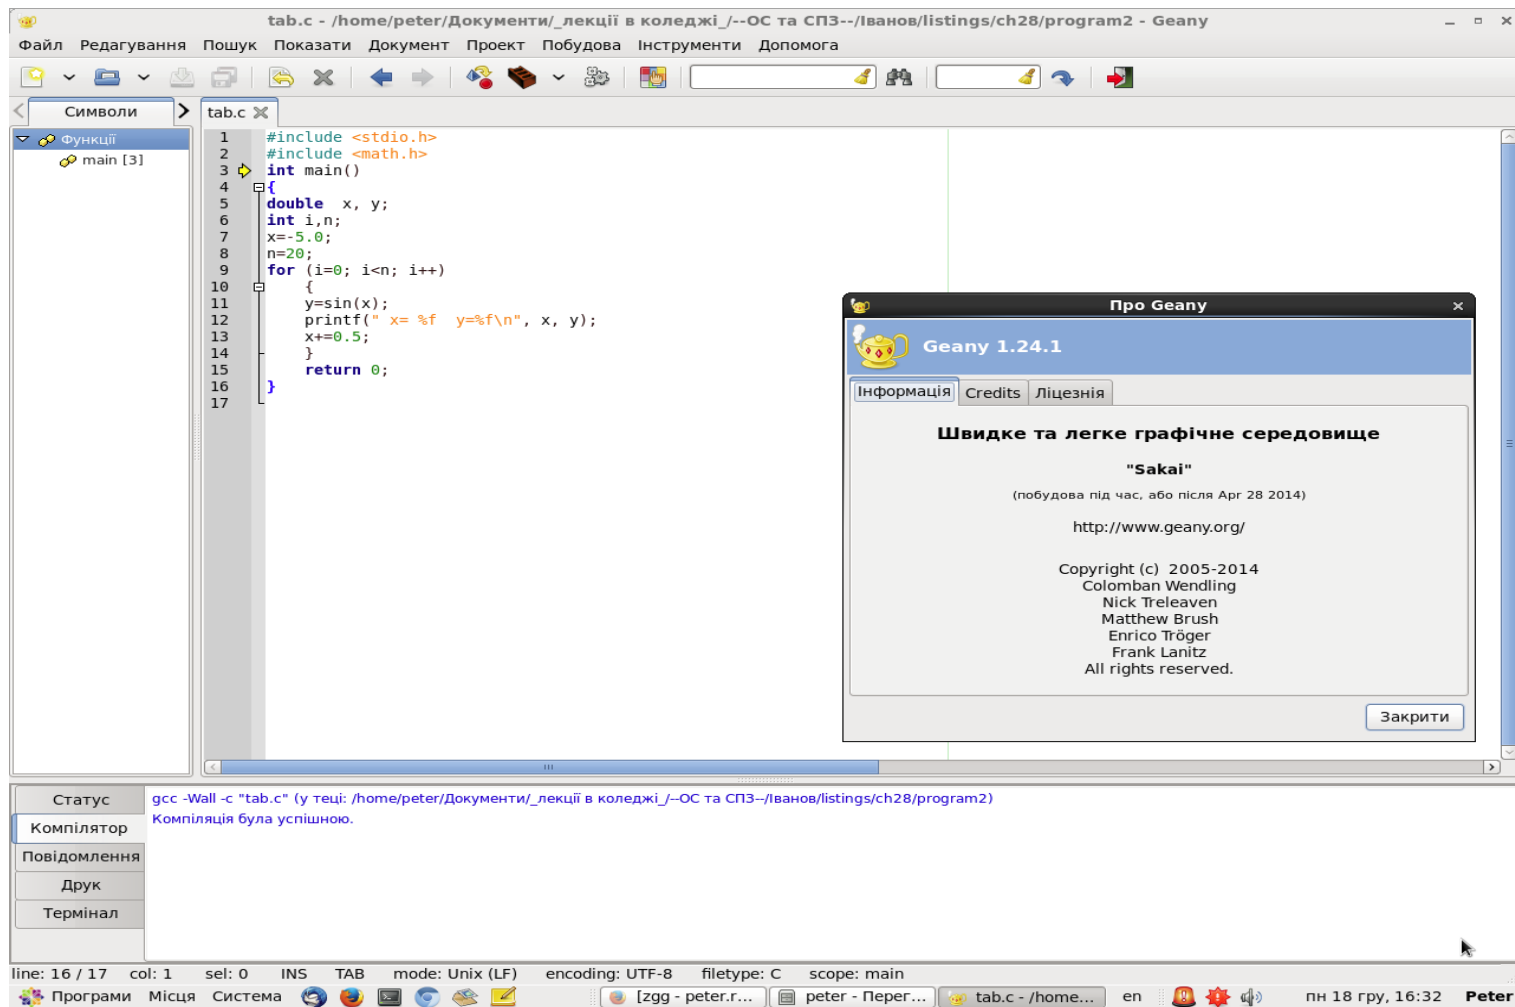 tab.c - /home/peter/Документи/_лекції в коледжі_/--ОС та СПЗ--/Іванов/listings/ch28/program2 - Geany
Файл Редагування Пошук Показати Документ Проект Побудова Інструменти Допомога
Символи
tab.c
Функції
main [3]
1 #include <stdio.h>
2 #include <math.h>
3 int main()
4 {
5 double  x, y;
6 int i,n;
7 x=-5.0;
8 n=20;
9 for (i=0; i<n; i++)
10 {
11 y=sin(x);
12 printf(" x= %f  y=%f\n", x, y);
13 x+=0.5;
14 }
15 return 0;
16 }
17
Про Geany
Geany 1.24.1
Інформація Credits Ліцезнія
Швидке та легке графічне середовище
"Sakai"
(побудова під час, або після Apr 28 2014)
http://www.geany.org/
Copyright (c)  2005-2014
Colomban Wendling
Nick Treleaven
Matthew Brush
Enrico Tröger
Frank Lanitz
All rights reserved.
Закрити
Статус
Компілятор
Повідомлення
Друк
Термінал
gcc -Wall -c "tab.c" (у теці: /home/peter/Документи/_лекції в коледжі_/--ОС та СПЗ--/Іванов/listings/ch28/program2)
Компіляція була успішною.
line: 16 / 17 col: 1 sel: 0 INS TAB mode: Unix (LF) encoding: UTF-8 filetype: C scope: main
Програми Місця Система [zgg - peter.r... peter - Перег... tab.c - /home... en пн 18 гру, 16:32 Peter